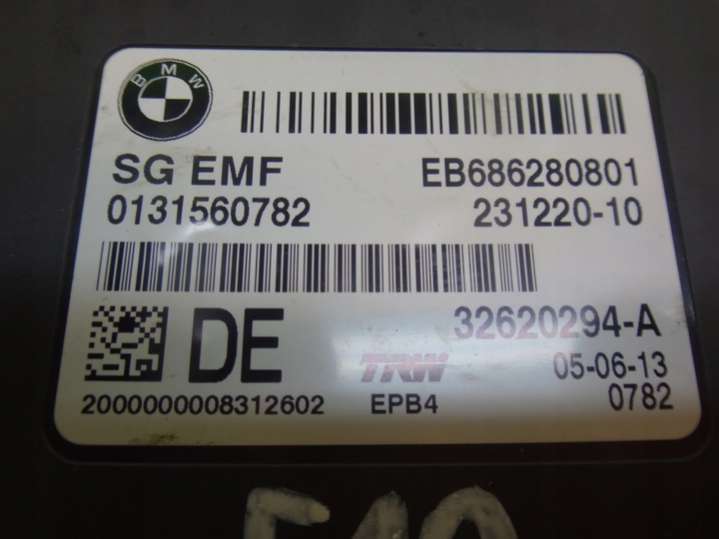 BMW
SG EMF EB686280801
0131560782 231220-10
DE 32620294-A
TRW 05-06-13
2000000008312602 EPB4 0782